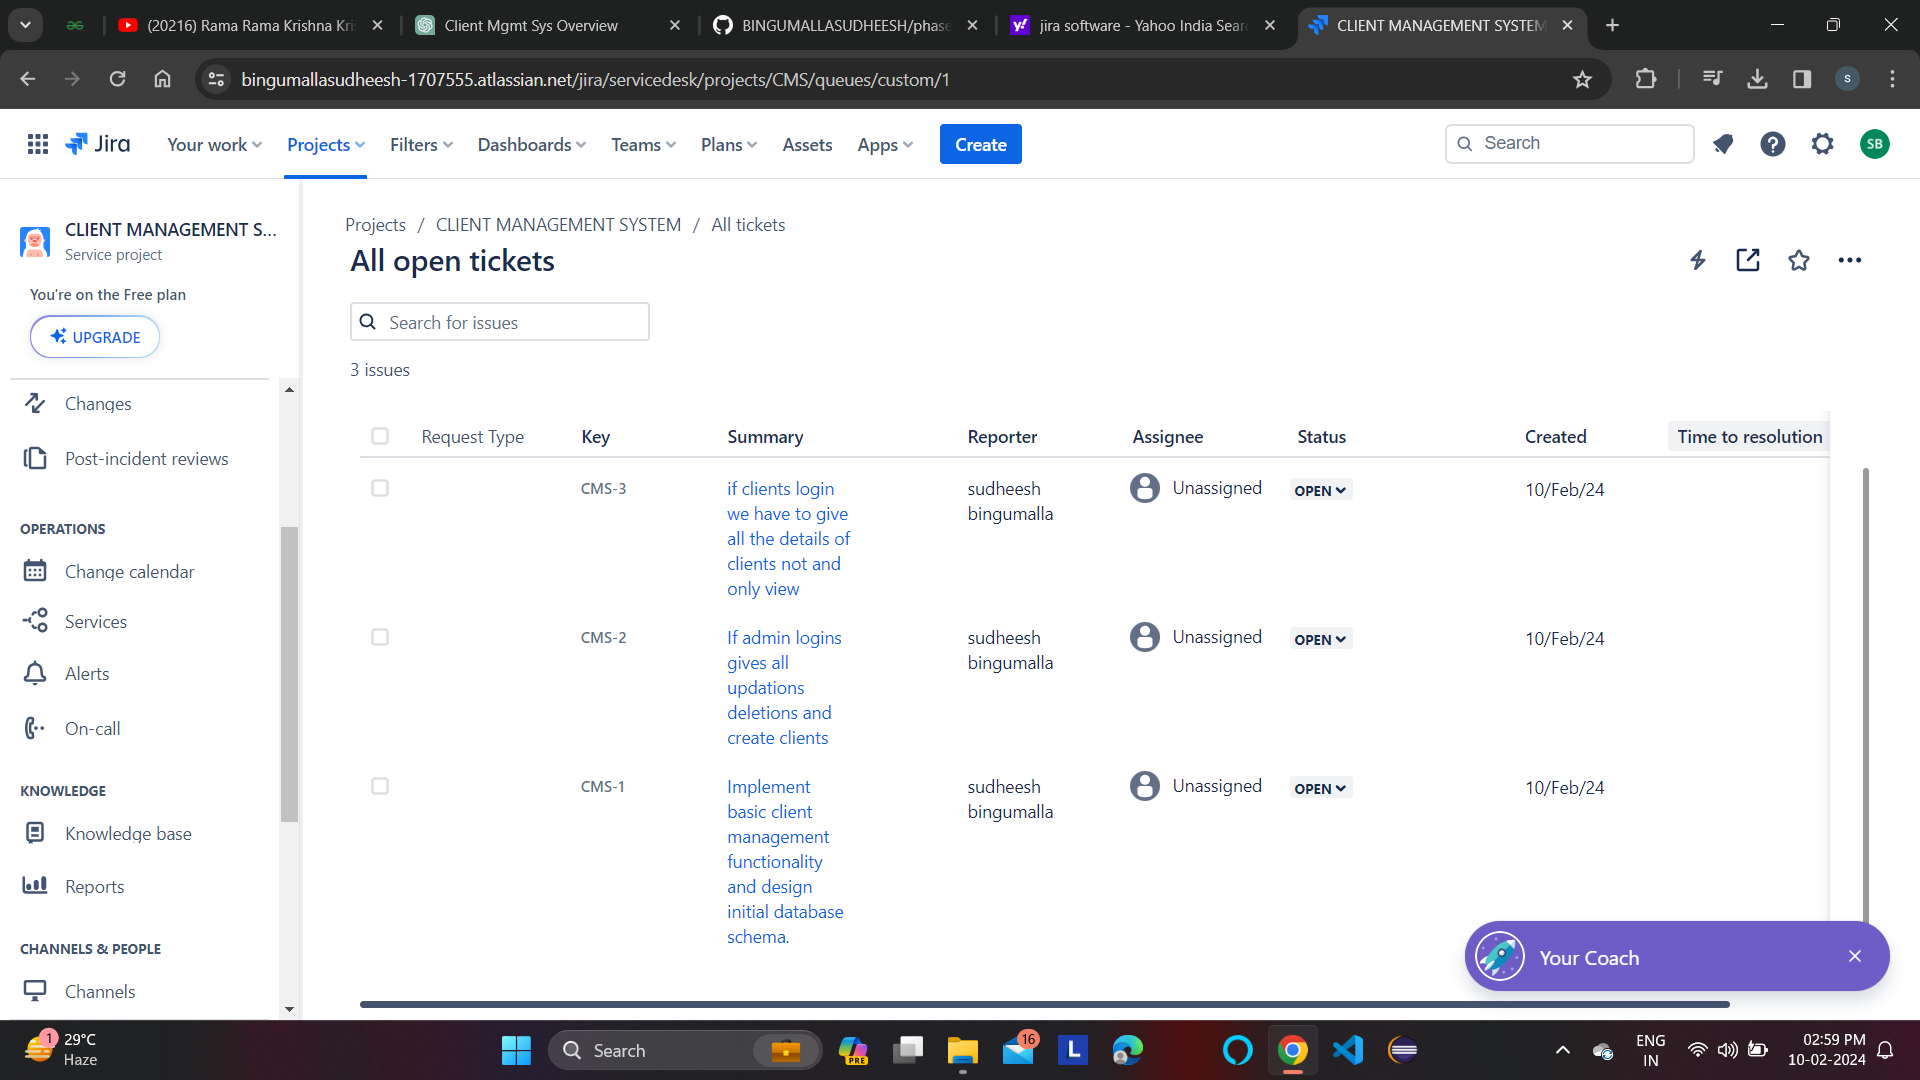 (20216) Rama Rama Krishna Kri
Client Mgmt Sys Overview
BINGUMALLASUDHEESH/phase
jira software - Yahoo India Sear
CLIENT MANAGEMENT SYSTEM
bingumallasudheesh-1707555.atlassian.net/jira/servicedesk/projects/CMS/queues/custom/1
S
Jira
Your work
Projects
Filters
Dashboards
Teams
Plans
Assets
Apps
Create
Search
SB
CLIENT MANAGEMENT S...
Service project
You're on the Free plan
UPGRADE
Changes
Post-incident reviews
OPERATIONS
Change calendar
Services
Alerts
On-call
KNOWLEDGE
Knowledge base
Reports
CHANNELS & PEOPLE
Channels
Projects / CLIENT MANAGEMENT SYSTEM / All tickets
All open tickets
Search for issues
3 issues
Request Type Key Summary Reporter Assignee Status Created Time to resolution
CMS-3
if clients login
we have to give
all the details of
clients not and
only view
sudheesh
bingumalla
Unassigned
OPEN
10/Feb/24
CMS-2
If admin logins
gives all
updations
deletions and
create clients
sudheesh
bingumalla
Unassigned
OPEN
10/Feb/24
CMS-1
Implement
basic client
management
functionality
and design
initial database
schema.
sudheesh
bingumalla
Unassigned
OPEN
10/Feb/24
Your Coach
1
29°C
Haze
Search
PRE
16
L
ENG
IN
02:59 PM
10-02-2024